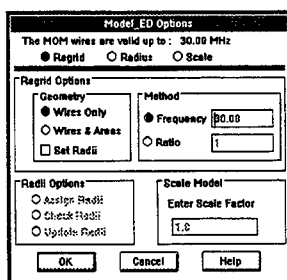 Model_ED Options
The MOM wires are valid up to : 30.00 MHz
Regrid Radius Scale
Regrid Options
Geometry Method
Wires Only Frequency 30.00
Wires & Areas Ratio 1
Set Radii
Radii Options Scale Model
Assign Radii Enter Scale Factor
Check Radii
Update Radii 1.0
OK Cancel Help